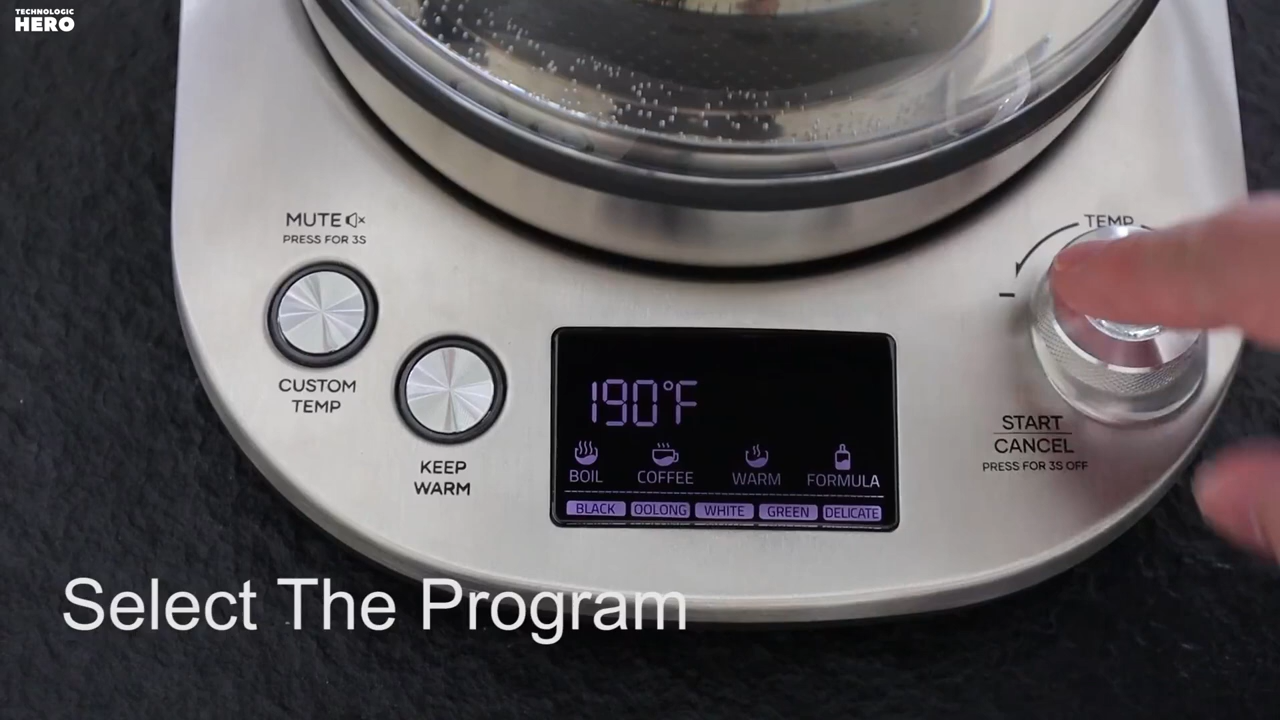 TECHNOLOGIC
HERO
MUTE
PRESS FOR 3S
TEMP
CUSTOM
TEMP
KEEP
WARM
190°F
BOIL COFFEE WARM FORMULA
BLACK OOLONG WHITE GREEN DELICATE
START
CANCEL
PRESS FOR 3S OFF
Select The Program